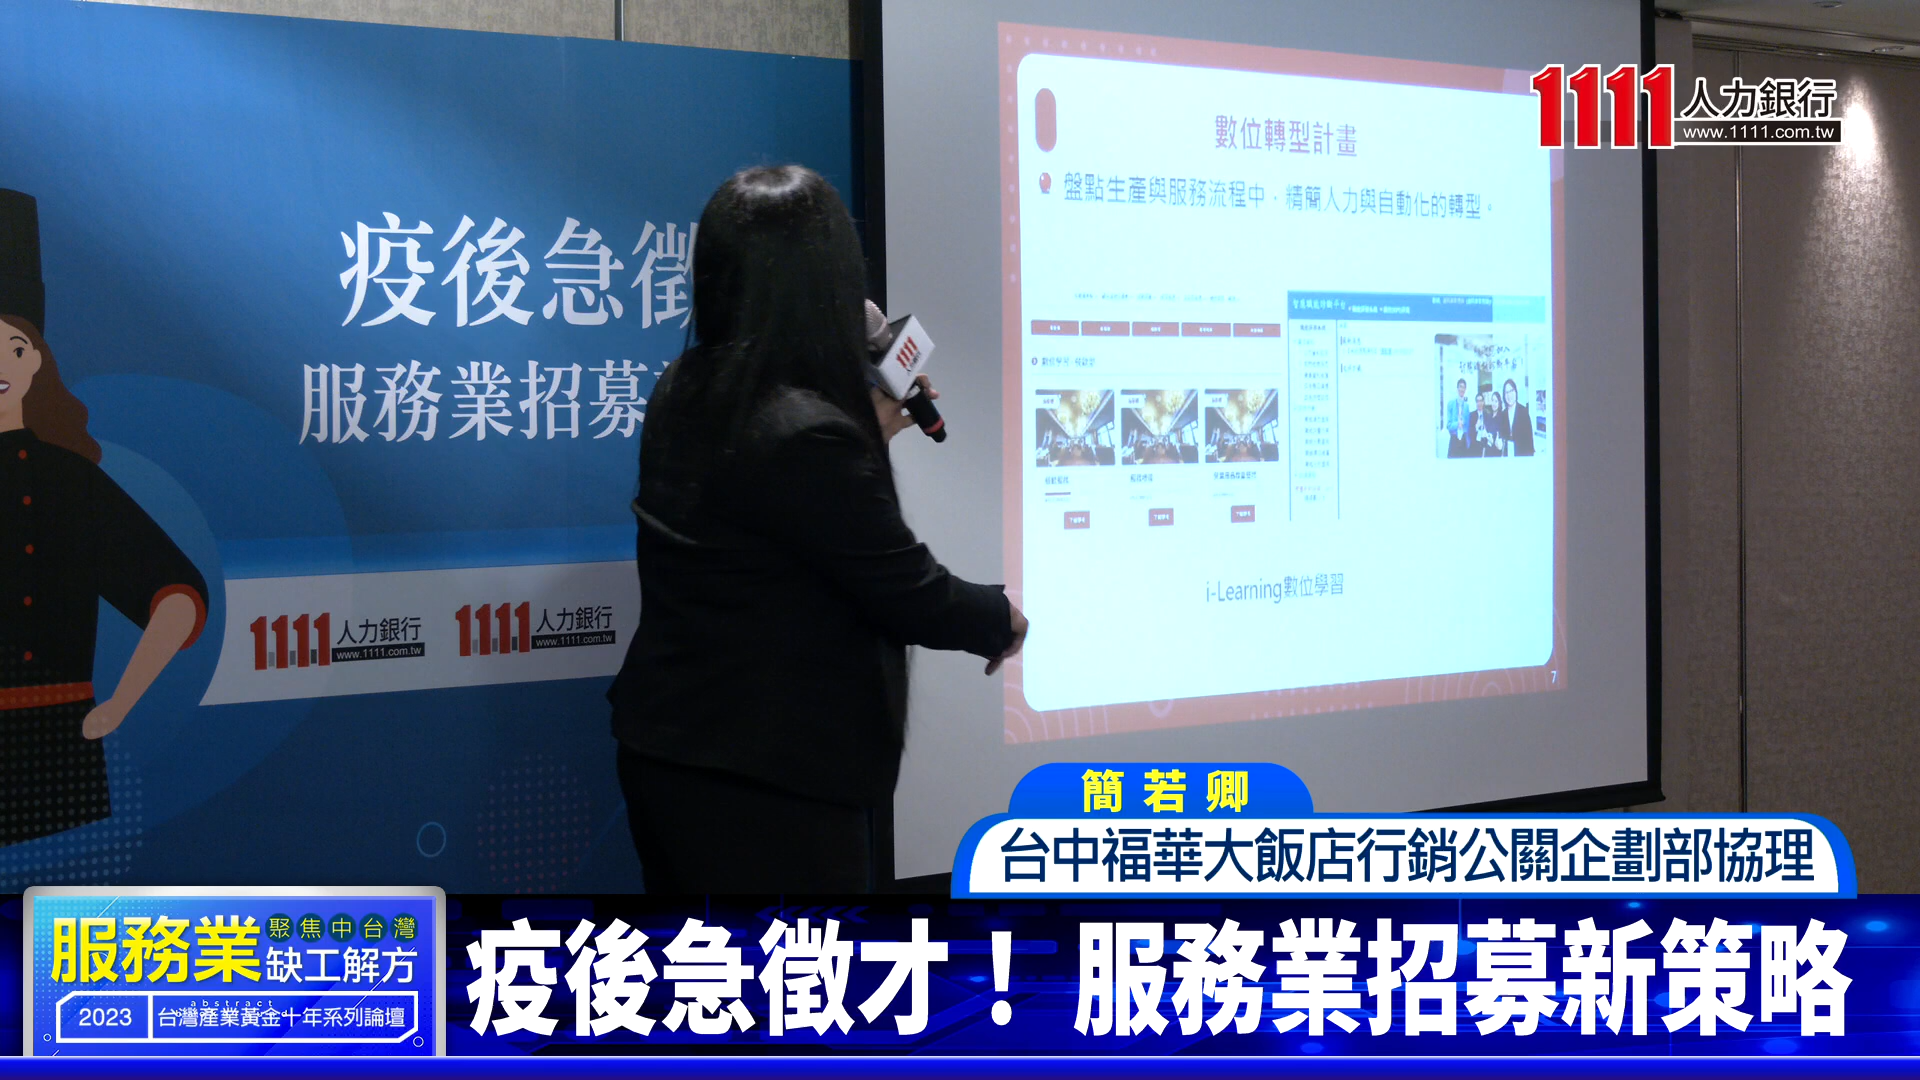 1111人力銀行
www.1111.com.tw
疫後急徵
服務業招募
1111人力銀行
www.1111.com.tw
1111人力銀行
www.1111.com.tw
1111
數位轉型計畫
盤點生產與服務流程中，精簡人力與自動化的轉型。
i-Learning數位學習
7
簡若卿
台中福華大飯店行銷公關企劃部協理
服務業
聚焦中台灣
缺工解方
abstract
2023
台灣產業黃金十年系列論壇
疫後急徵才！服務業招募新策略